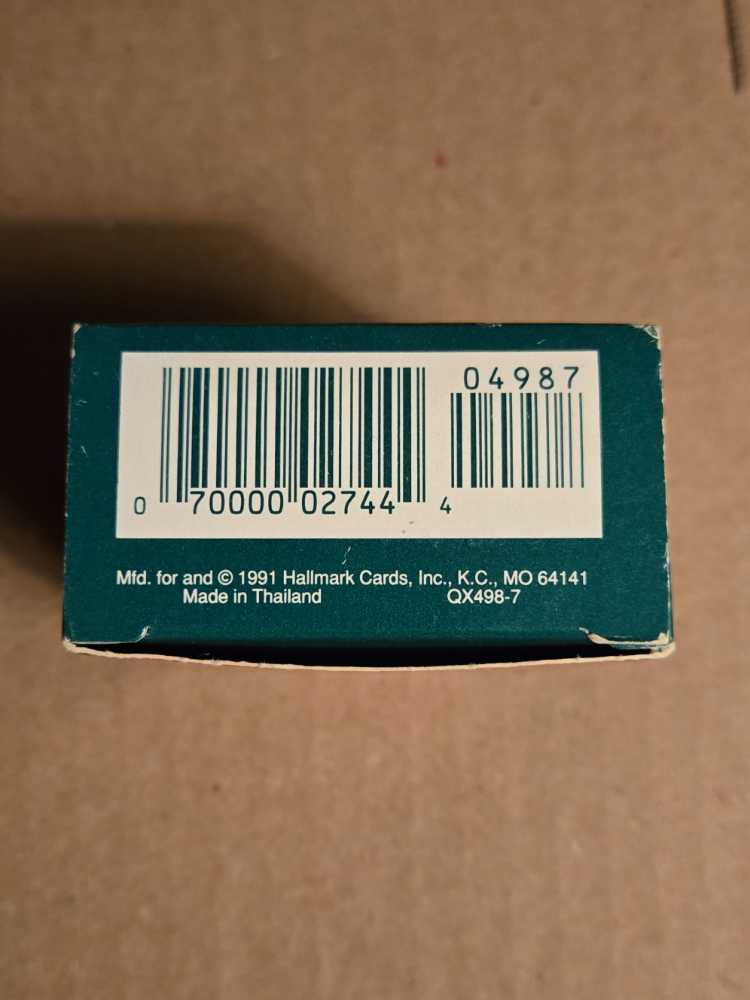 04987
0 70000 02744 4
Mfd. for and © 1991 Hallmark Cards, Inc., K.C., MO 64141
Made in Thailand QX498-7